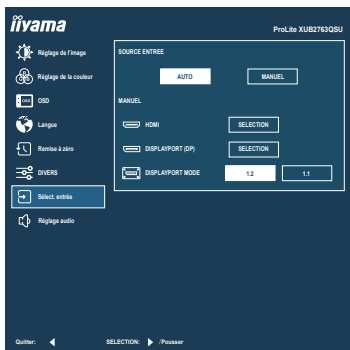 iiyama
ProLite XUB2763QSU
Réglage de l'image
Réglage de la couleur
OSD
OSD
Langue
Remise à zéro
DIVERS
Sélect. entrée
Réglage audio
SOURCE ENTREE
AUTO MANUEL
MANUEL
HDMI SELECTION
DISPLAYPORT (DP) SELECTION
DISPLAYPORT MODE 1.2 1.1
Quitter: SELECTION: /Pousser